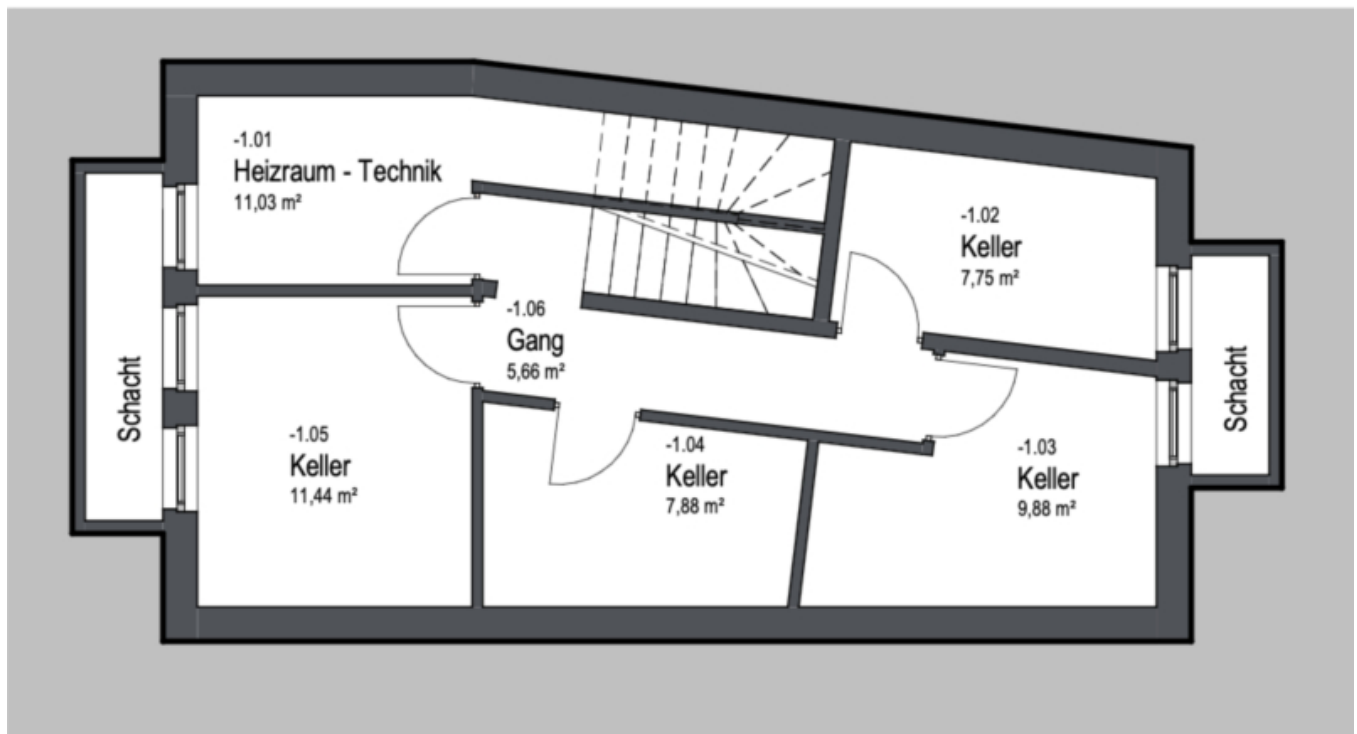 -1.01
Heizraum - Technik
11,03 m²
-1.02
Keller
7,75 m²
-1.06
Gang
5,66 m²
Schacht
Schacht
-1.05
Keller
11,44 m²
-1.04
Keller
7,88 m²
-1.03
Keller
9,88 m²